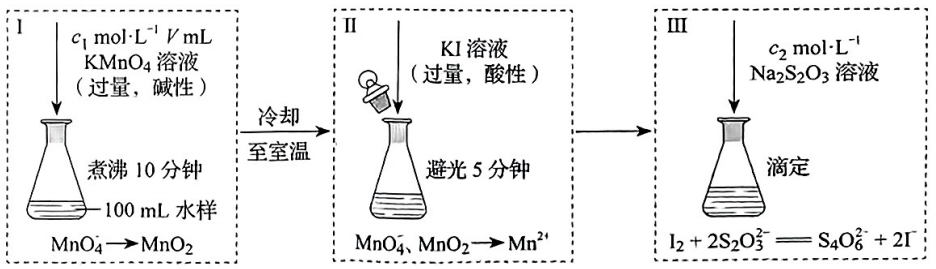 I
c₁ mol·L⁻¹ V mL
KMnO₄ 溶液
（过量，碱性）
煮沸 10 分钟
100 mL 水样
MnO₄⁻→MnO₂
冷却
至室温
II
KI 溶液
（过量，酸性）
避光 5 分钟
MnO₄⁻、MnO₂→Mn²⁺
III
c₂ mol·L⁻¹
Na₂S₂O₃ 溶液
滴定
I₂ + 2S₂O₃²⁻ == S₄O₆²⁻ + 2I⁻